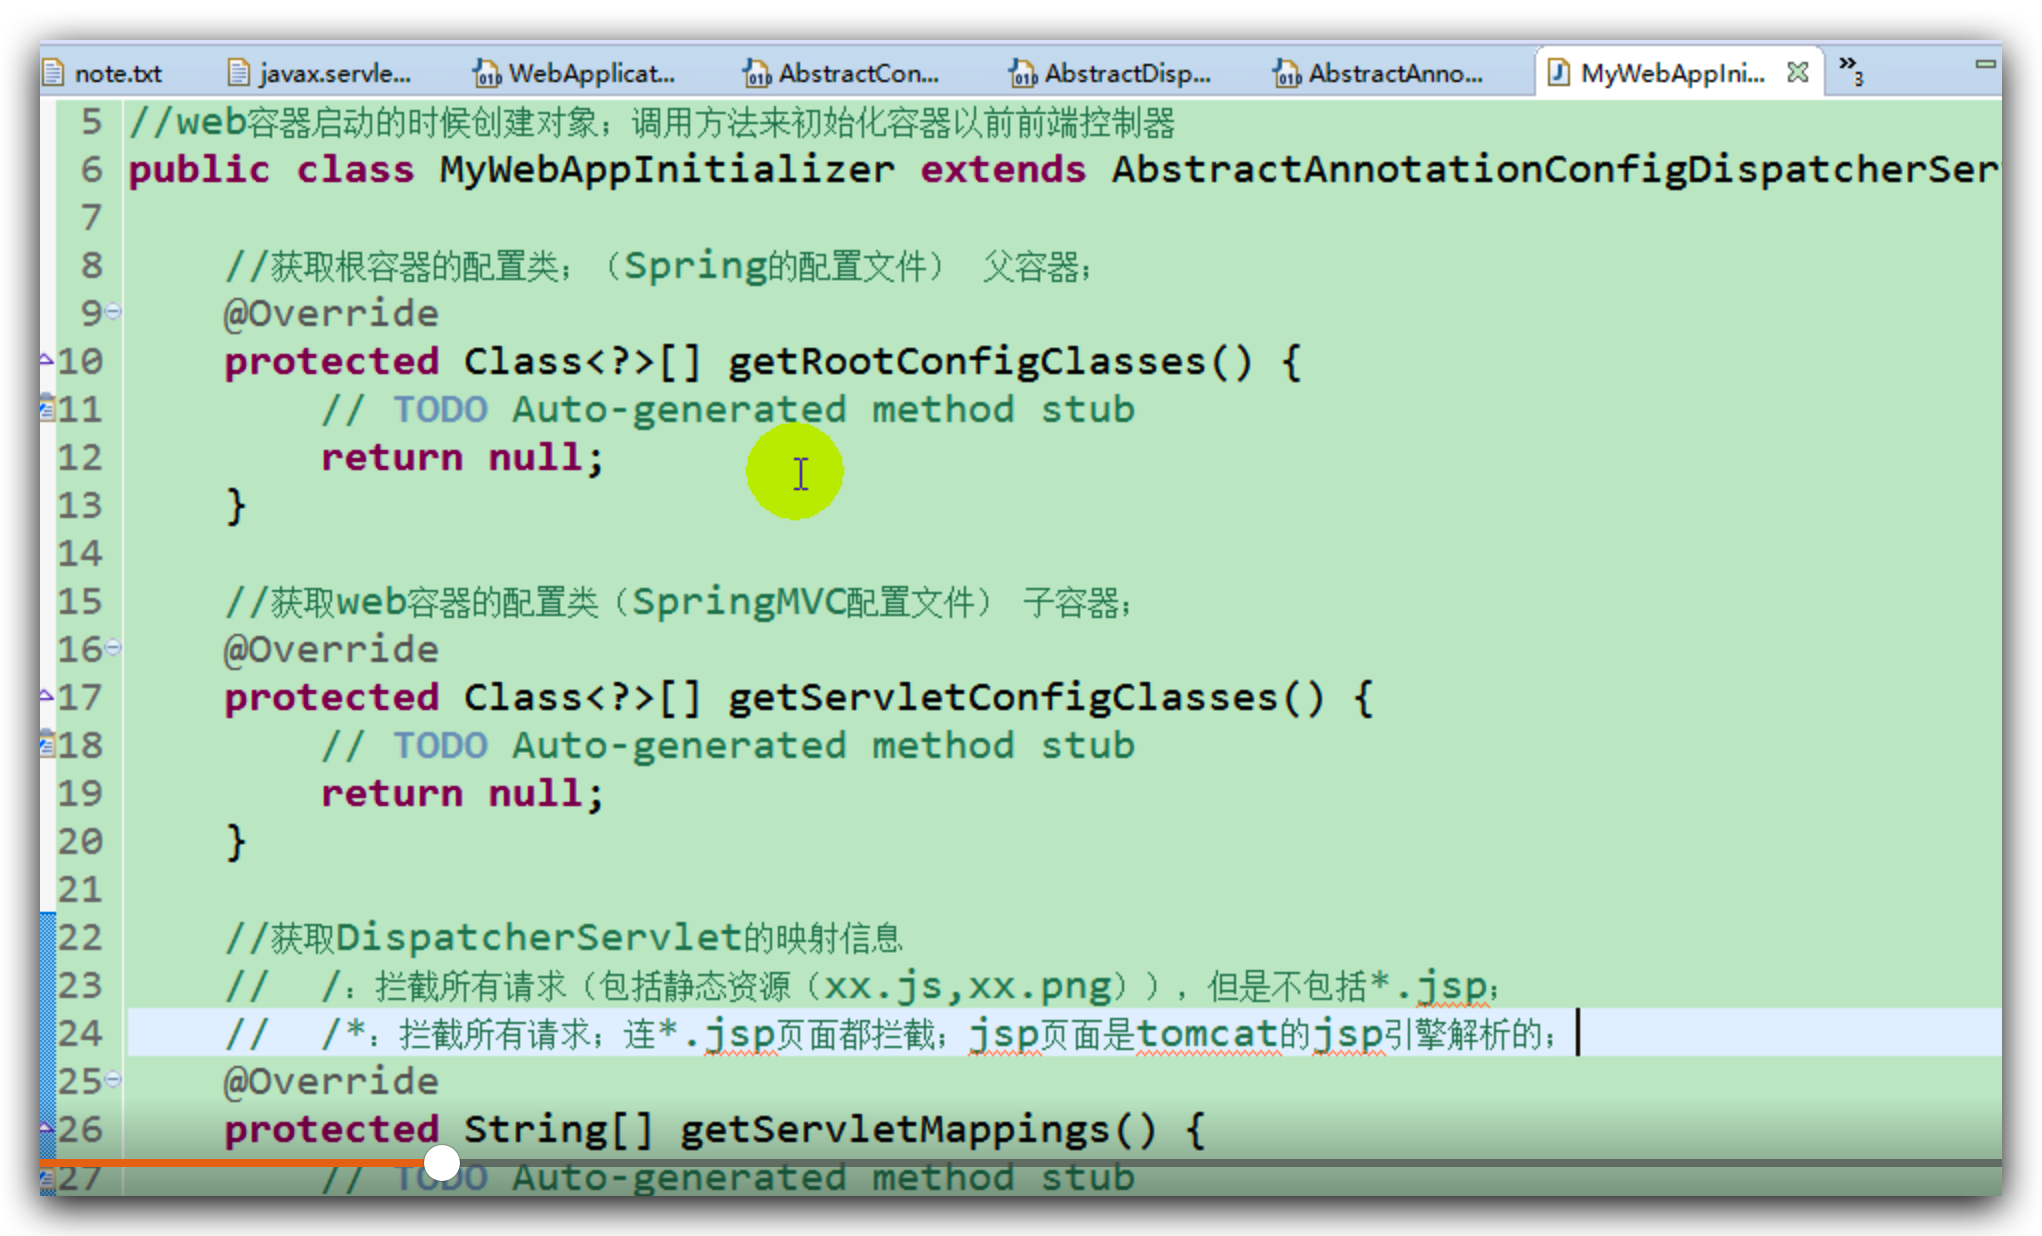 note.txt javax.servle... WebApplicat... AbstractCon... AbstractDisp... AbstractAnno... MyWebAppIni... »3
5 //web容器启动的时候创建对象；调用方法来初始化容器以前前端控制器
6 public class MyWebAppInitializer extends AbstractAnnotationConfigDispatcherSer
7
8 //获取根容器的配置类；（Spring的配置文件） 父容器；
9 @Override
10 protected Class<?>[] getRootConfigClasses() {
11 // TODO Auto-generated method stub
12 return null;
13 }
14
15 //获取web容器的配置类（SpringMVC配置文件） 子容器；
16 @Override
17 protected Class<?>[] getServletConfigClasses() {
18 // TODO Auto-generated method stub
19 return null;
20 }
21
22 //获取DispatcherServlet的映射信息
23 // /：拦截所有请求（包括静态资源（xx.js,xx.png）），但是不包括*.jsp；
24 // /*：拦截所有请求；连*.jsp页面都拦截；jsp页面是tomcat的jsp引擎解析的；
25 @Override
26 protected String[] getServletMappings() {
27 // TODO Auto-generated method stub